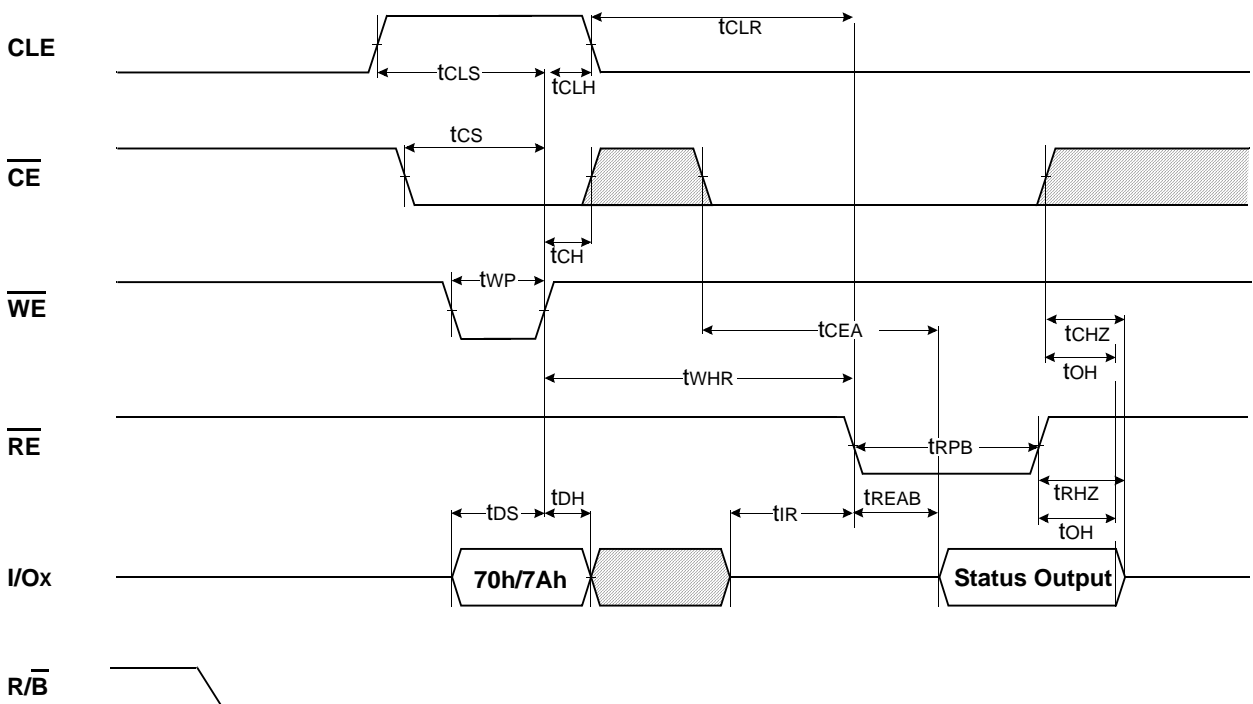 CLE
tCLR
tCLS
tCLH
tCS
CE
tCH
WE
tWP
tCEA
tCHZ
tOH
tWHR
RE
tRPB
tRHZ
tDS
tDH
tIR
tREAB
tOH
I/Ox
70h/7Ah
Status Output
R/B